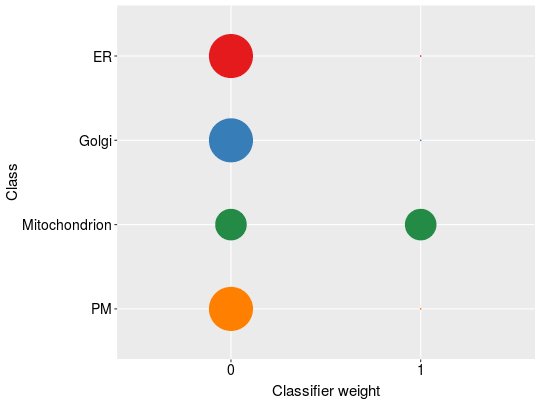 ER
Golgi
Mitochondrion
PM
Class
0 1
Classifier weight